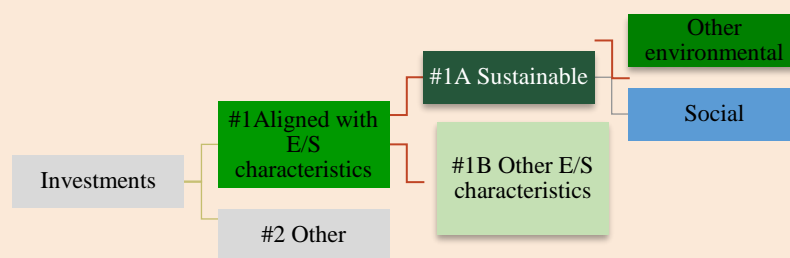 Investments
#1Aligned with
E/S
characteristics
#2 Other
#1A Sustainable
#1B Other E/S
characteristics
Other
environmental
Social